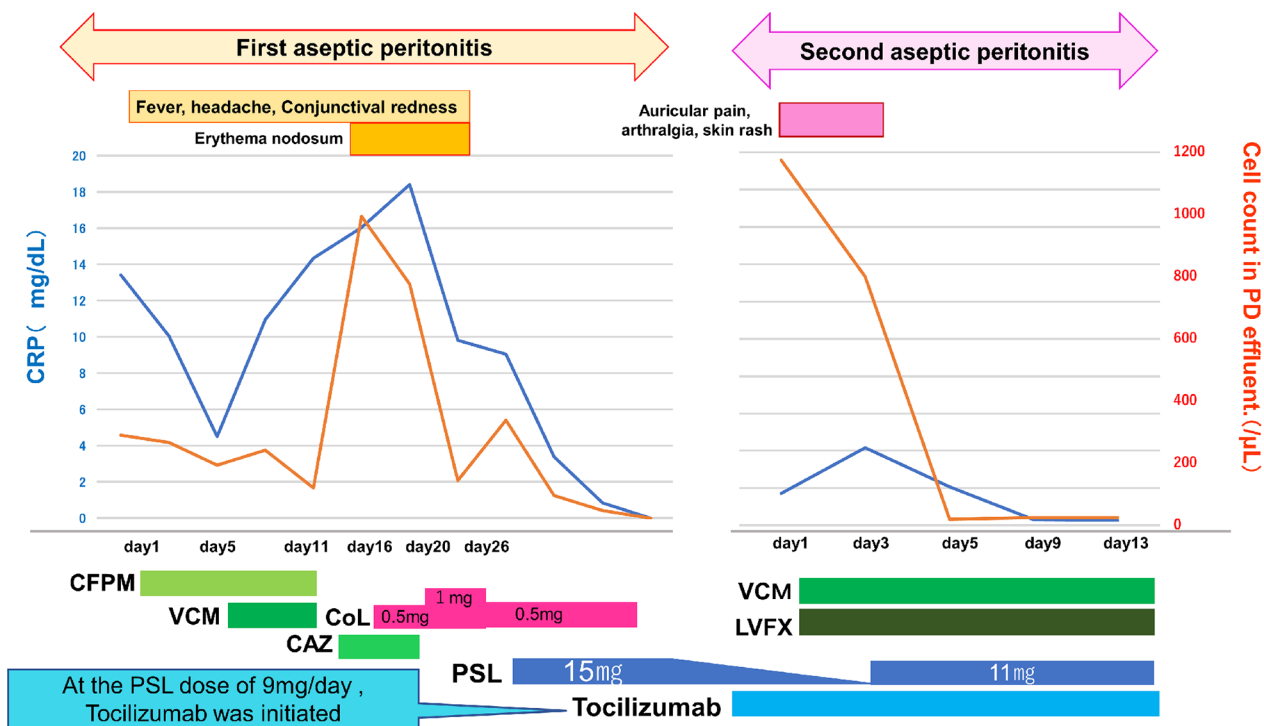 First aseptic peritonitis
Second aseptic peritonitis
Fever, headache, Conjunctival redness
Erythema nodosum
Auricular pain,
arthralgia, skin rash
CRP( mg/dL)
20
18
16
14
12
10
8
6
4
2
0
1200
1000
800
600
400
200
0
Cell count in PD effluent.(/μL)
day1 day5 day11 day16 day20 day26
day1 day3 day5 day9 day13
CFPM
VCM
CoL 0.5mg 1 mg 0.5mg
CAZ
VCM
LVFX
PSL 15mg 11mg
Tocilizumab
At the PSL dose of 9mg/day ,
Tocilizumab was initiated